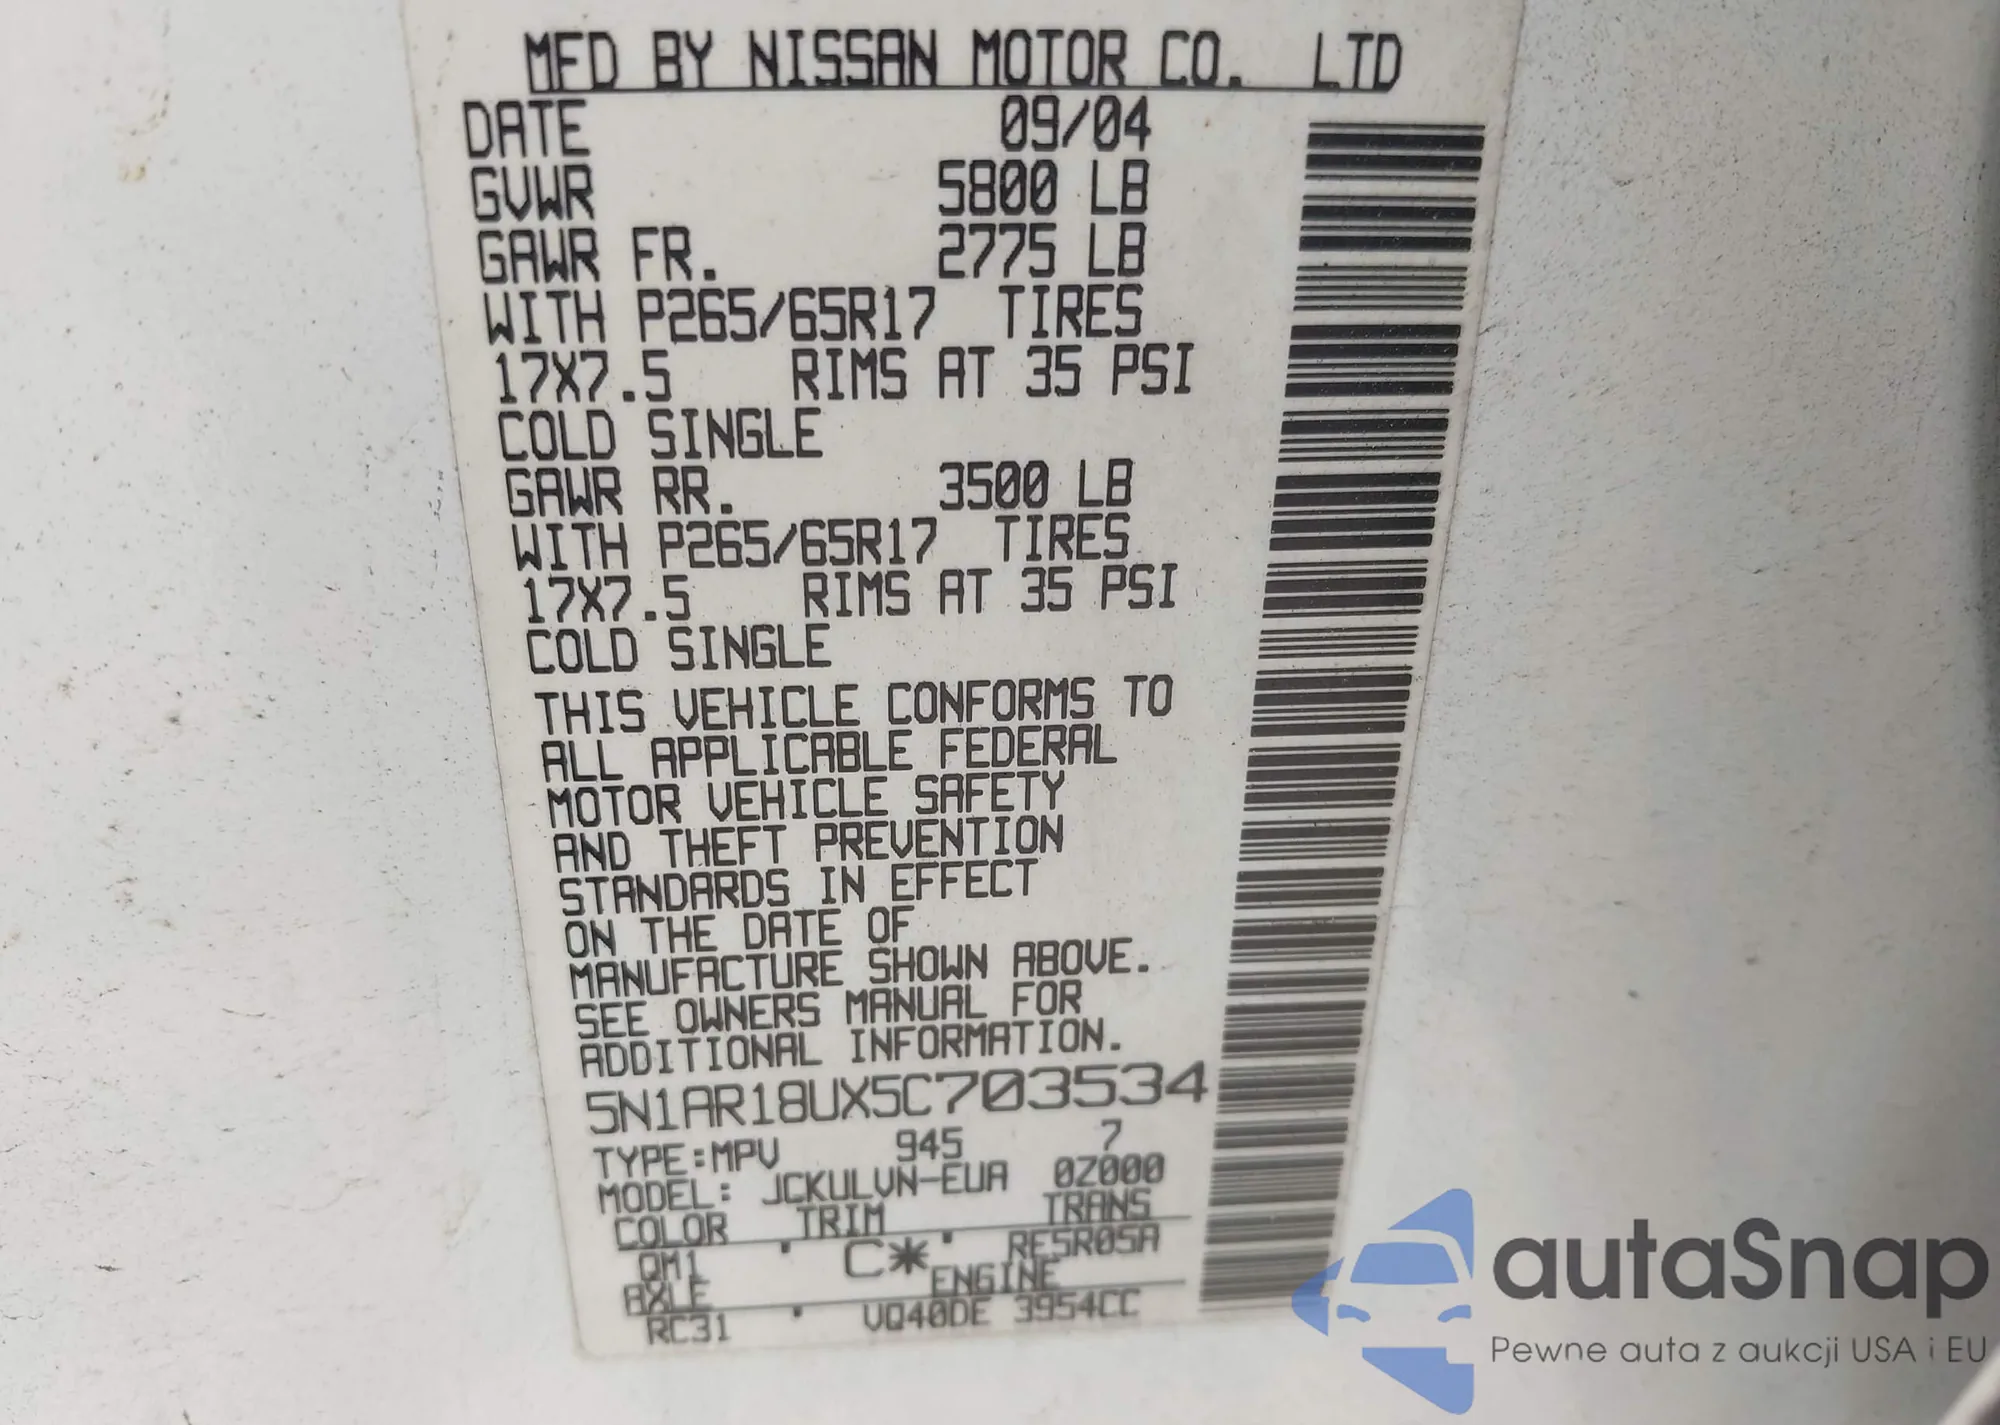 MFD BY NISSAN MOTOR CO. LTD
DATE 09/04
GVWR 5800 LB
GAWR FR. 2775 LB
WITH P265/65R17 TIRES
17X7.5 RIMS AT 35 PSI
COLD SINGLE
GAWR RR. 3500 LB
WITH P265/65R17 TIRES
17X7.5 RIMS AT 35 PSI
COLD SINGLE
THIS VEHICLE CONFORMS TO
ALL APPLICABLE FEDERAL
MOTOR VEHICLE SAFETY
AND THEFT PREVENTION
STANDARDS IN EFFECT
ON THE DATE OF
MANUFACTURE SHOWN ABOVE.
SEE OWNERS MANUAL FOR
ADDITIONAL INFORMATION.
5N1AR18UX5C703534
TYPE:MPV 945 7
MODEL: JCKULVN-EUA 0Z000
COLOR TRIM TRANS
QM1 C* RE5R05A
AXLE ENGINE
RC31 VQ40DE 3954CC
autaSnap
Pewne auta z aukcji USA i EU